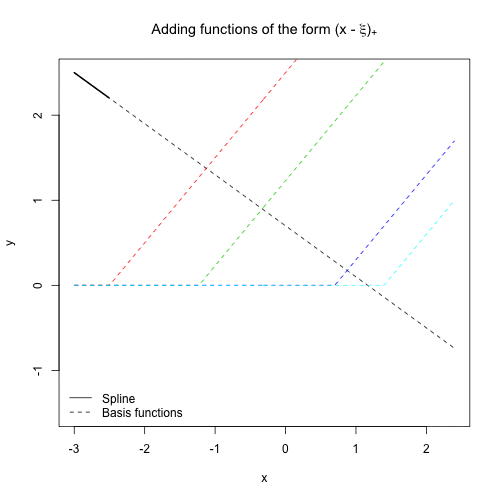 Adding functions of the form (x - ξ)₊
y
2
1
0
-1
Spline
Basis functions
-3 -2 -1 0 1 2
x